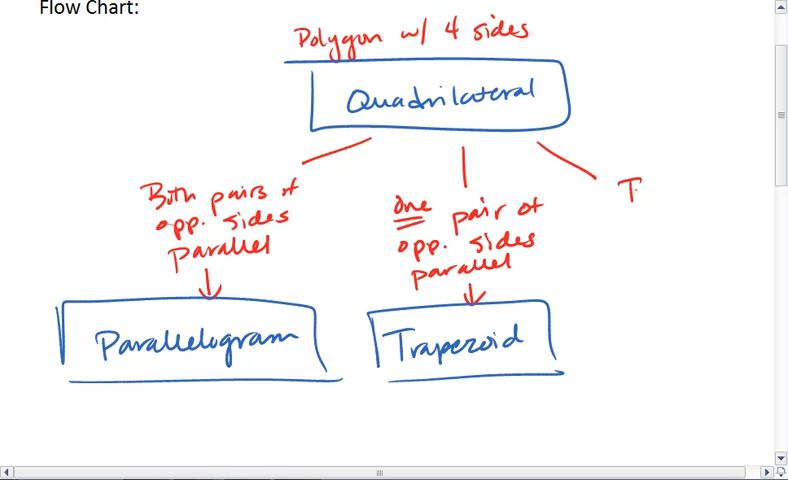 Flow Chart:
Polygon w/ 4 sides
Quadrilateral
Both pairs of
opp. sides
Parallel
one pair of
opp. sides
parallel
T
Parallelogram
Trapezoid